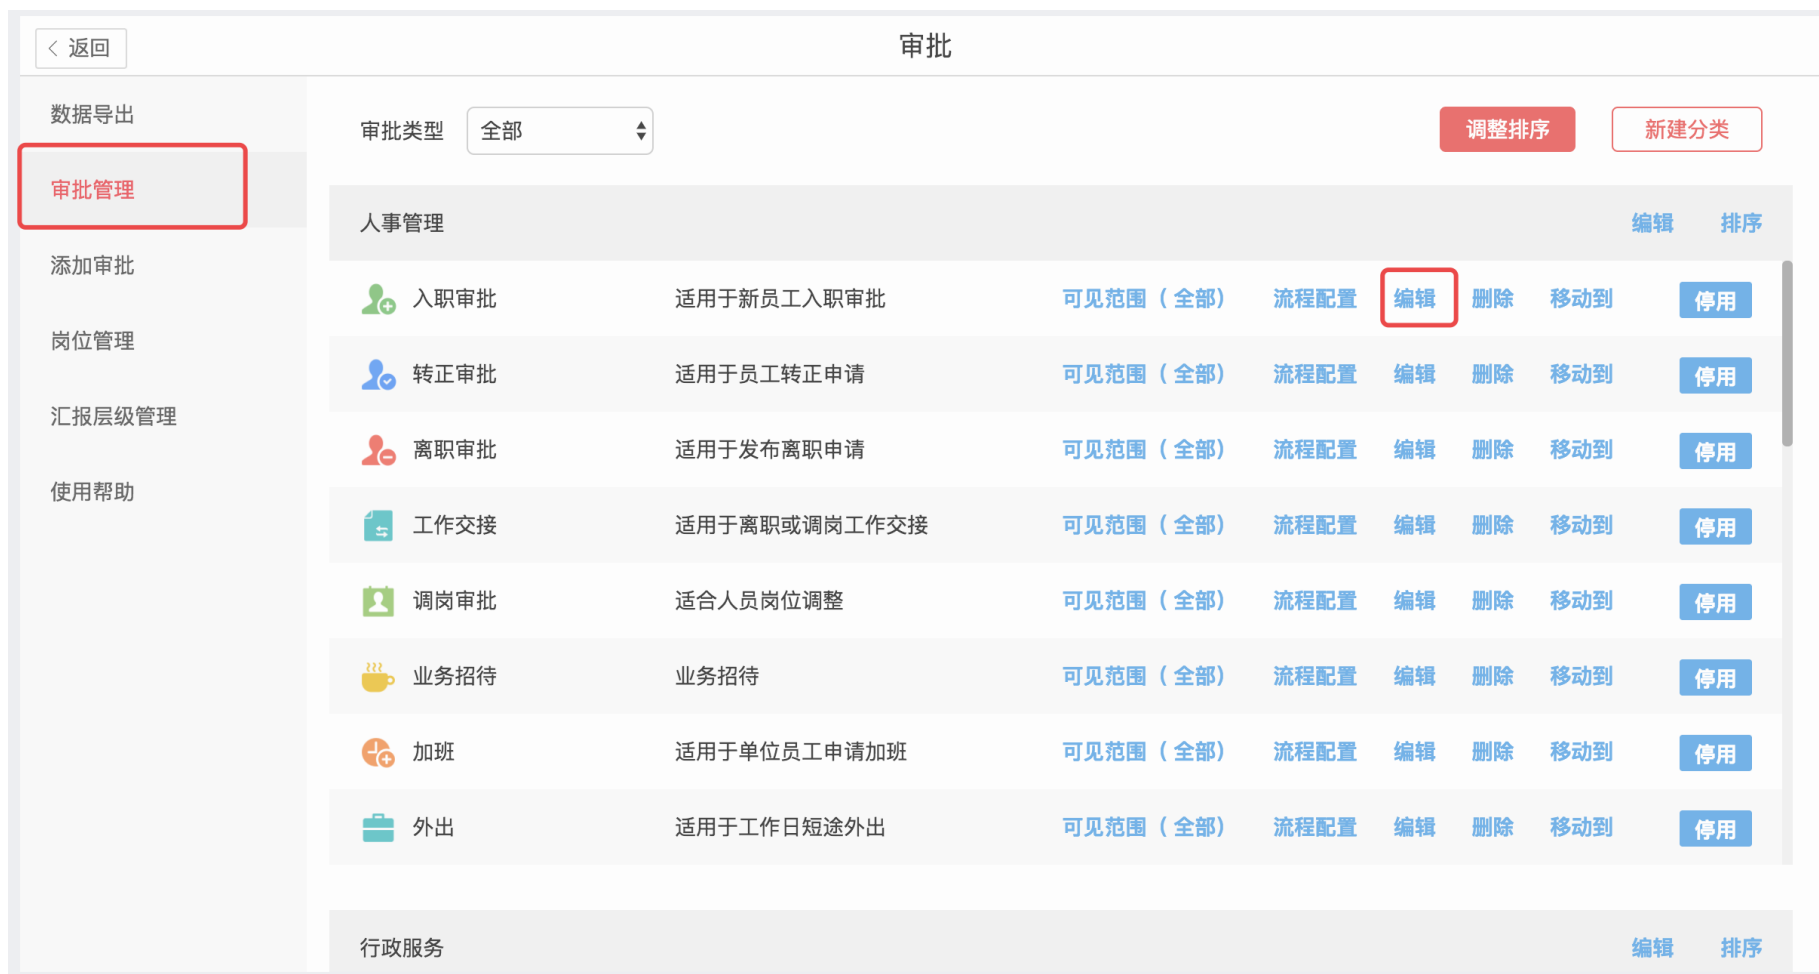 返回
审批
数据导出
审批管理
添加审批
岗位管理
汇报层级管理
使用帮助
审批类型 全部 调整排序 新建分类
人事管理 编辑 排序
入职审批 适用于新员工入职审批 可见范围（全部） 流程配置 编辑 删除 移动到 停用
转正审批 适用于员工转正申请 可见范围（全部） 流程配置 编辑 删除 移动到 停用
离职审批 适用于发布离职申请 可见范围（全部） 流程配置 编辑 删除 移动到 停用
工作交接 适用于离职或调岗工作交接 可见范围（全部） 流程配置 编辑 删除 移动到 停用
调岗审批 适合人员岗位调整 可见范围（全部） 流程配置 编辑 删除 移动到 停用
业务招待 业务招待 可见范围（全部） 流程配置 编辑 删除 移动到 停用
加班 适用于单位员工申请加班 可见范围（全部） 流程配置 编辑 删除 移动到 停用
外出 适用于工作日短途外出 可见范围（全部） 流程配置 编辑 删除 移动到 停用
行政服务 编辑 排序